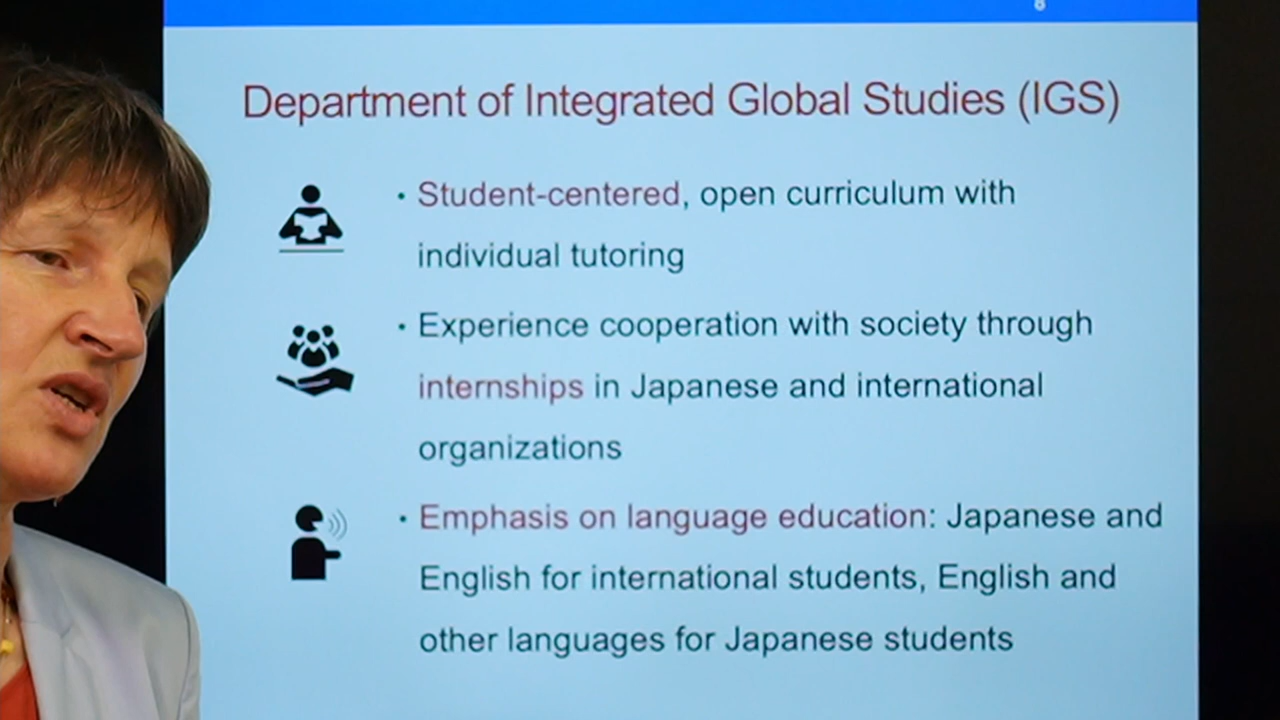 8
Department of Integrated Global Studies (IGS)
• Student-centered, open curriculum with
individual tutoring
• Experience cooperation with society through
internships in Japanese and international
organizations
• Emphasis on language education: Japanese and
English for international students, English and
other languages for Japanese students